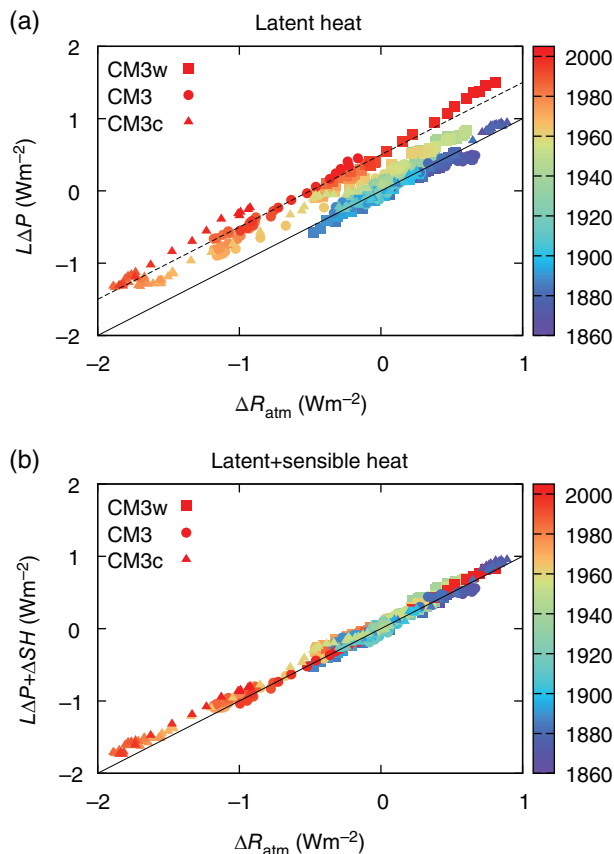 (a)
Latent heat
CM3w
CM3
CM3c
2
1
0
−1
−2
LΔP (Wm−2)
−2 −1 0 1
ΔRatm (Wm−2)
2000
1980
1960
1940
1920
1900
1880
1860
(b)
Latent+sensible heat
CM3w
CM3
CM3c
2
1
0
−1
−2
LΔP+ΔSH (Wm−2)
−2 −1 0 1
ΔRatm (Wm−2)
2000
1980
1960
1940
1920
1900
1880
1860